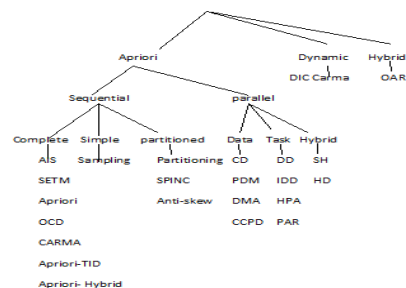 Apriori Dynamic Hybrid
DIC Carma OAR
Sequential parallel
Complete Simple partitioned Data Task Hybrid
AIS Sampling Partitioning CD DD SH
SETM SPINC PDM IDD HD
Apriori Anti-skew DMA HPA
OCD CCPD PAR
CARMA
Apriori-TID
Apriori- Hybrid